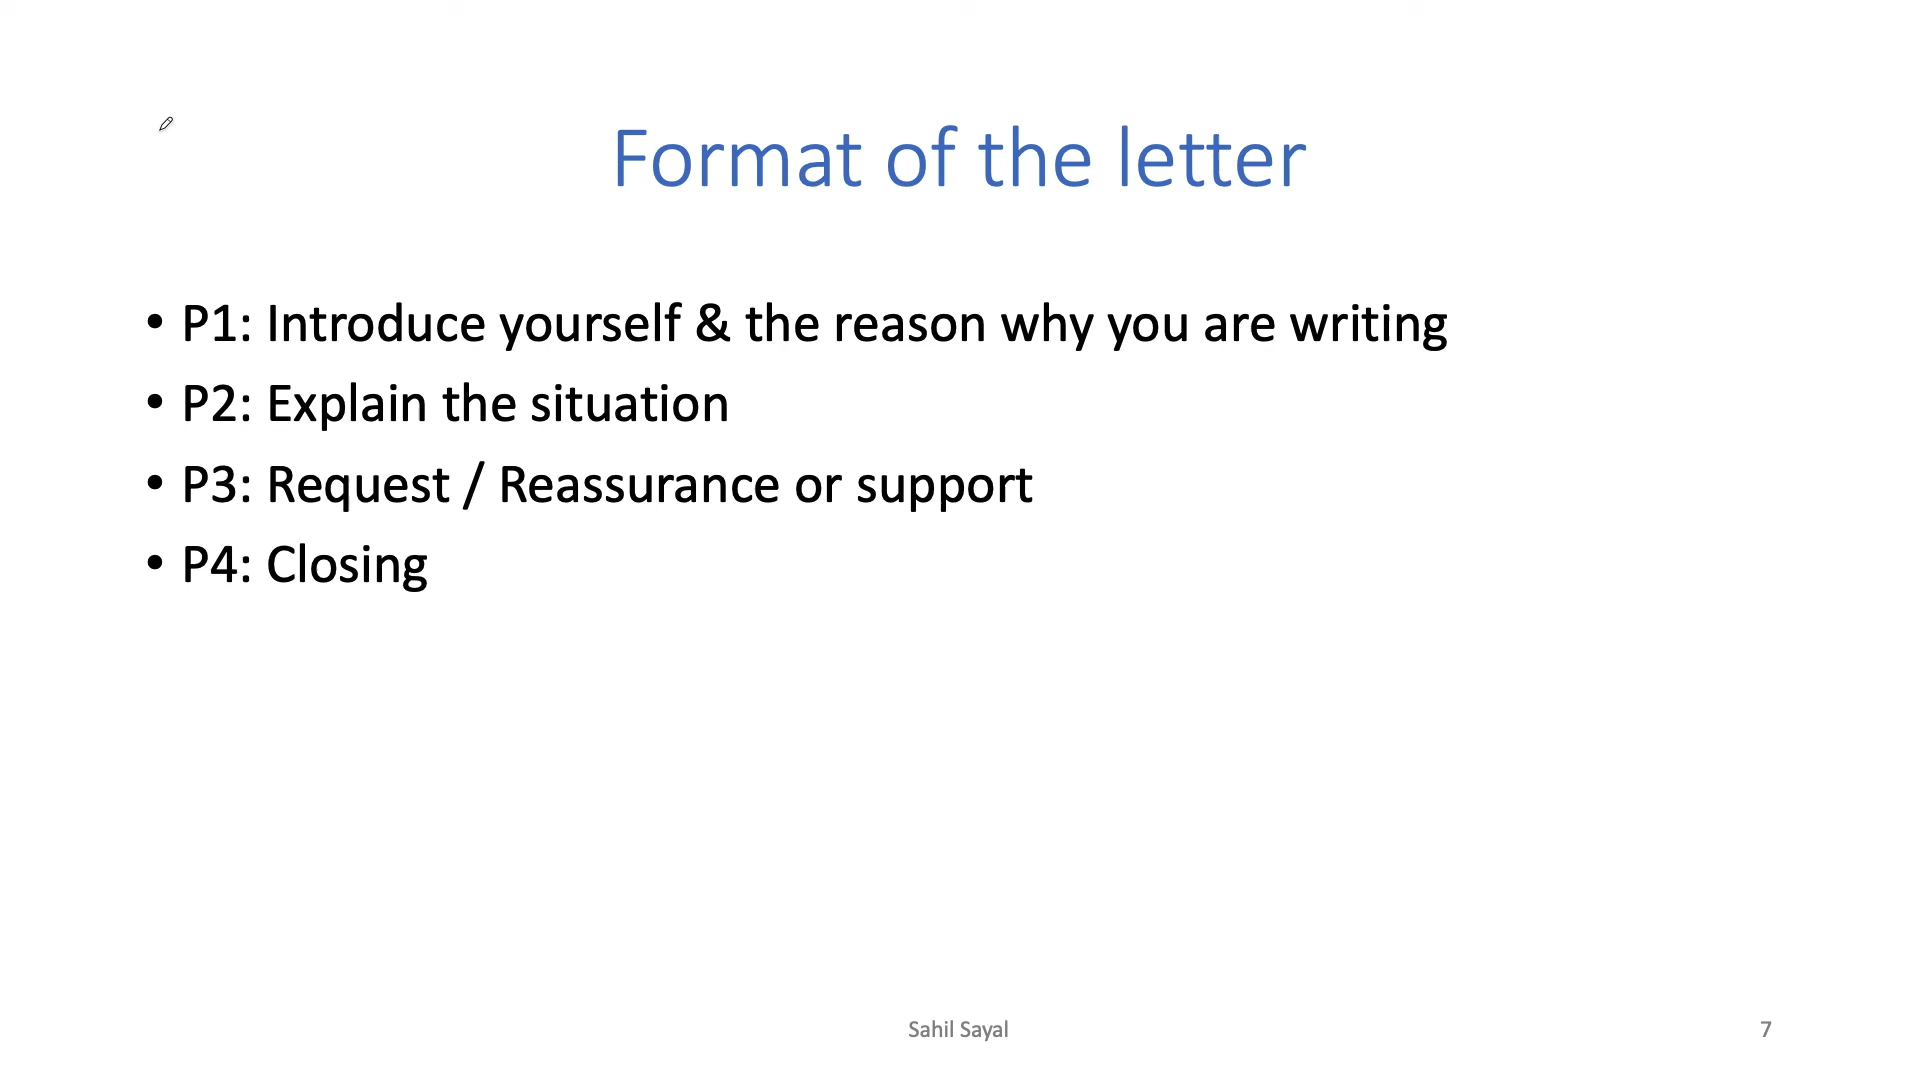 Format of the letter
• P1: Introduce yourself & the reason why you are writing
• P2: Explain the situation
• P3: Request / Reassurance or support
• P4: Closing
Sahil Sayal
7